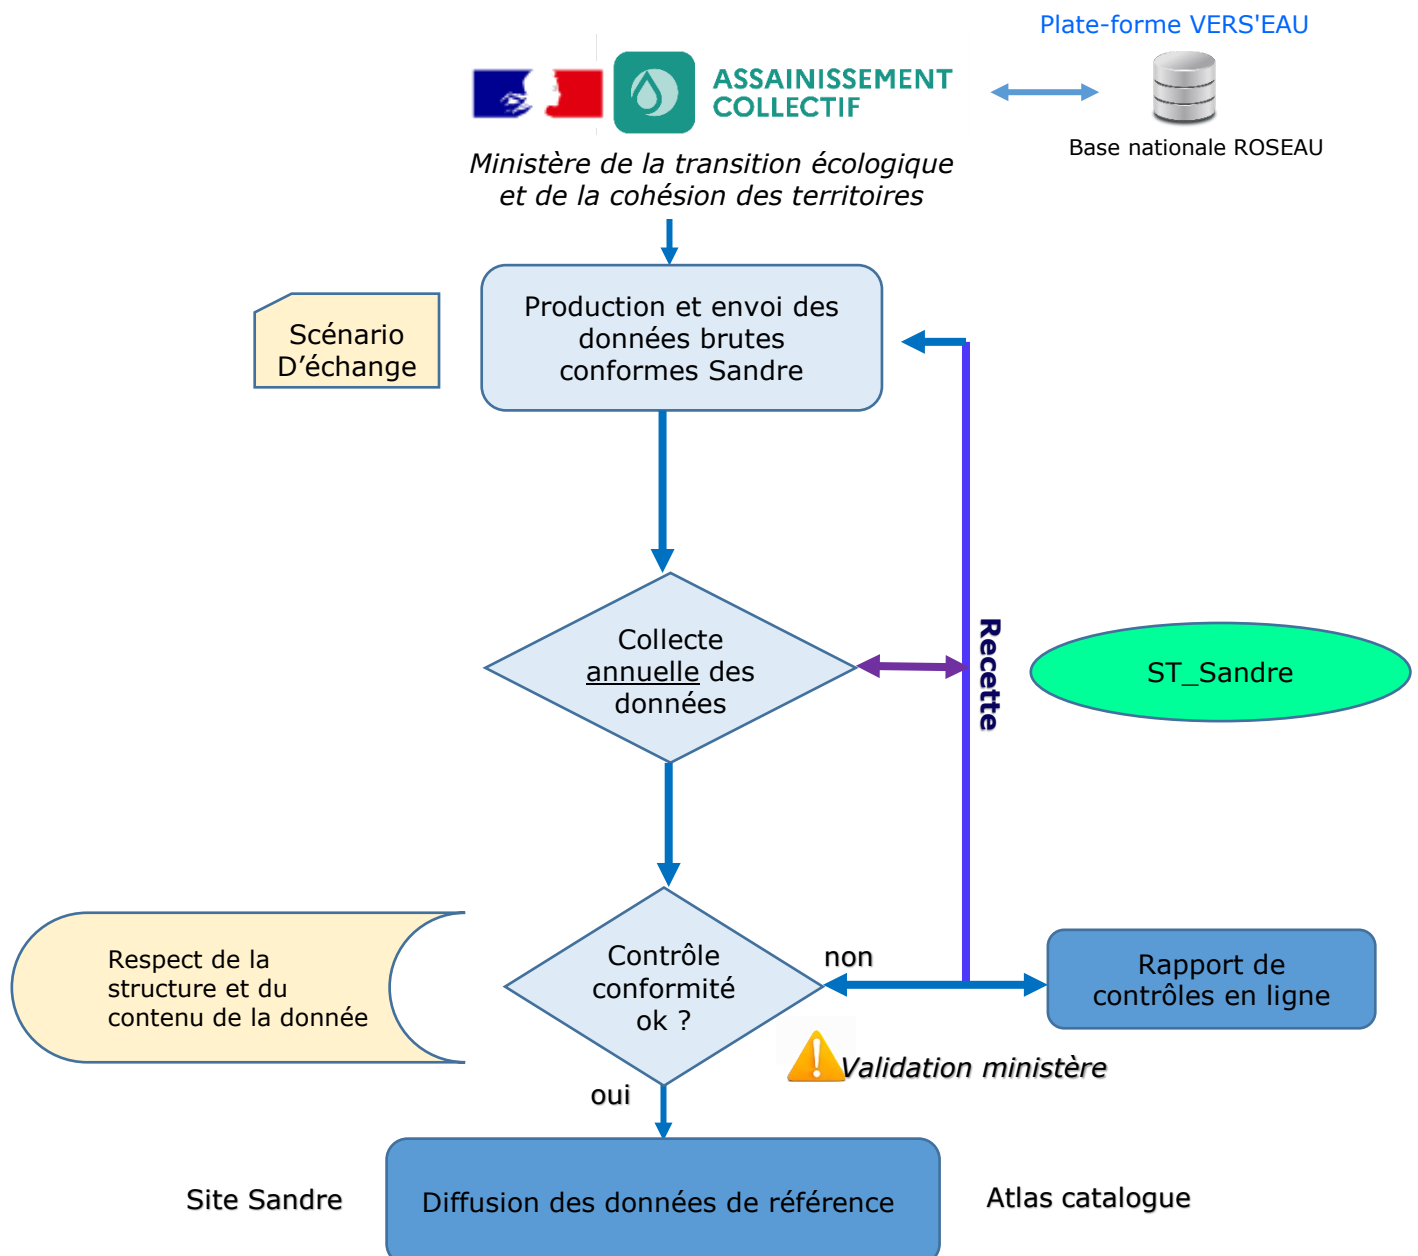 Plate-forme VERS'EAU
ASSAINISSEMENT
COLLECTIF
Base nationale ROSEAU
Ministère de la transition écologique
et de la cohésion des territoires
Production et envoi des
données brutes
conformes Sandre
Scénario
D’échange
Collecte
annuelle des
données
Recette
ST_Sandre
Respect de la
structure et du
contenu de la donnée
Contrôle
conformité
ok ?
non
Rapport de
contrôles en ligne
Validation ministère
oui
Site Sandre
Diffusion des données de référence
Atlas catalogue